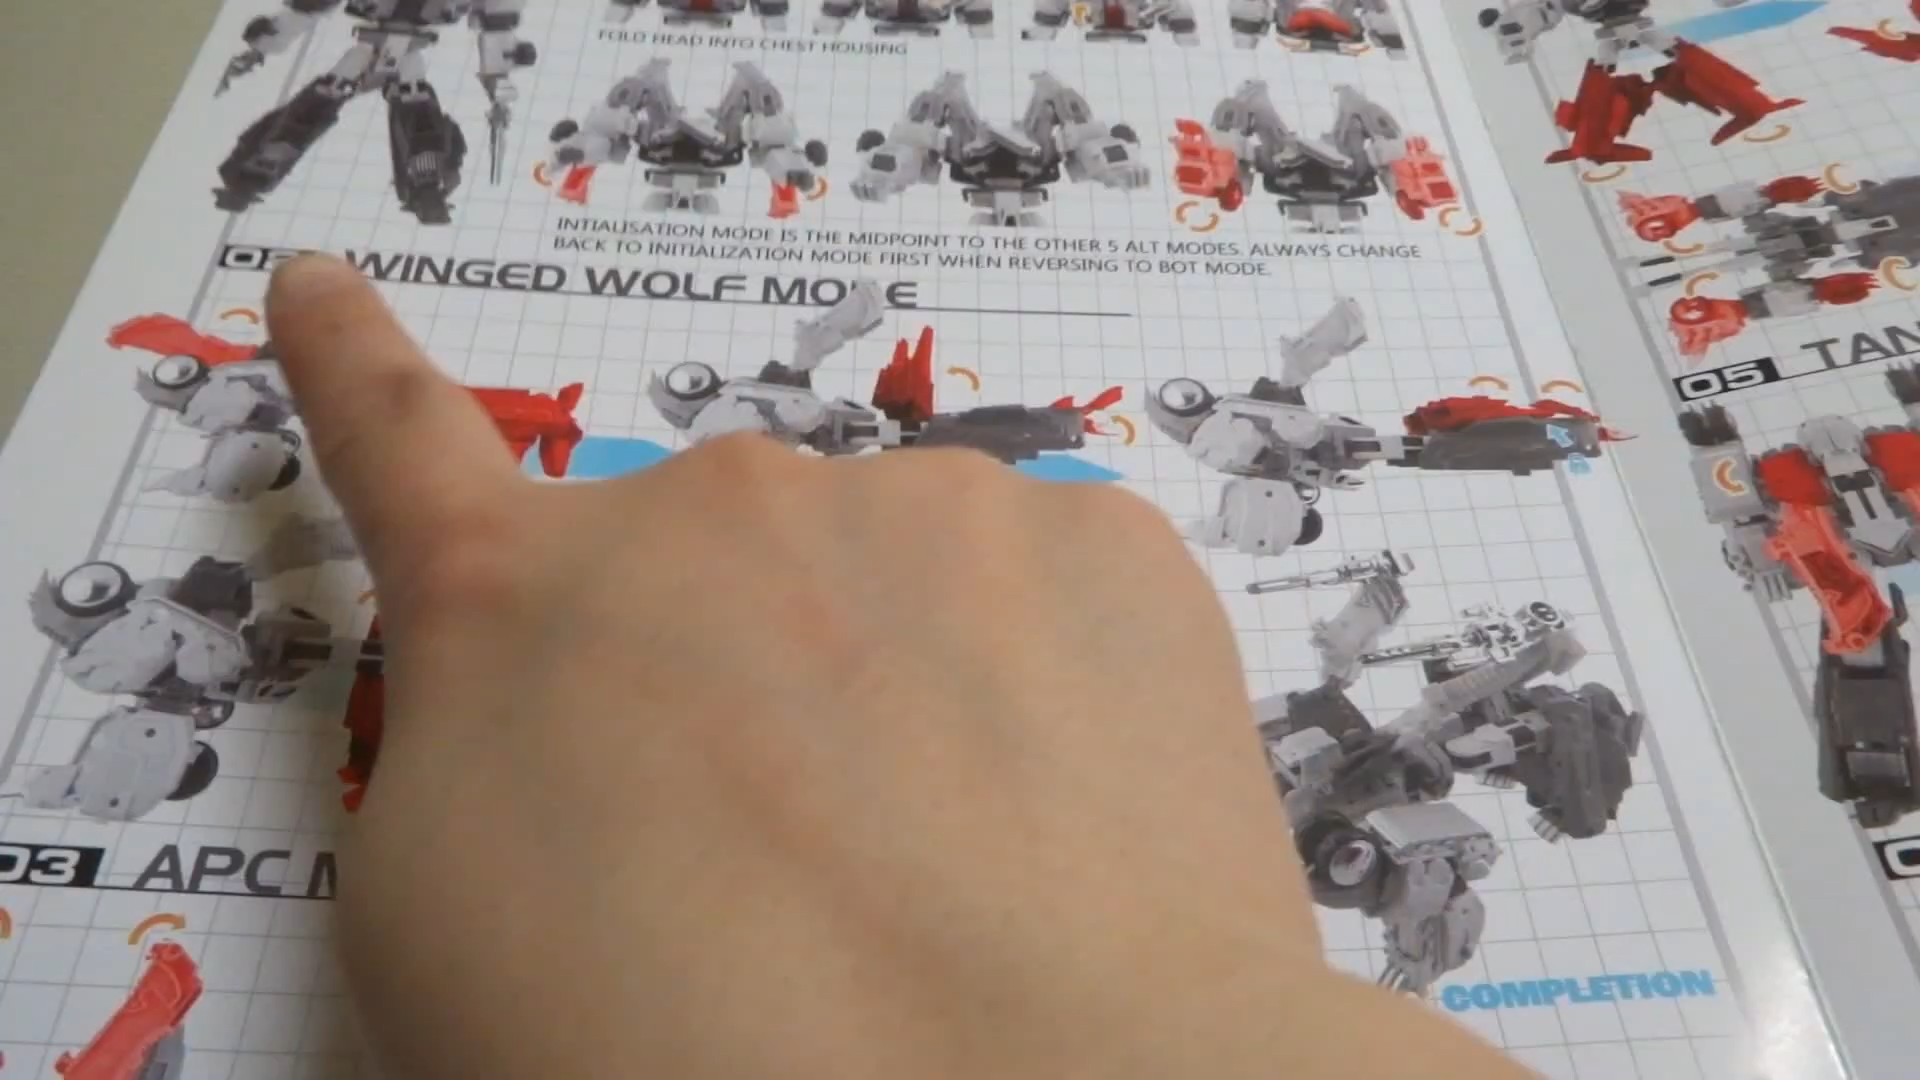 FOLD HEAD INTO CHEST HOUSING
INTIALISATION MODE IS THE MIDPOINT TO THE OTHER 5 ALT MODES. ALWAYS CHANGE
BACK TO INITIALIZATION MODE FIRST WHEN REVERSING TO BOT MODE.
WINGED WOLF MODE
05 TAN
03 APC M
COMPLETION